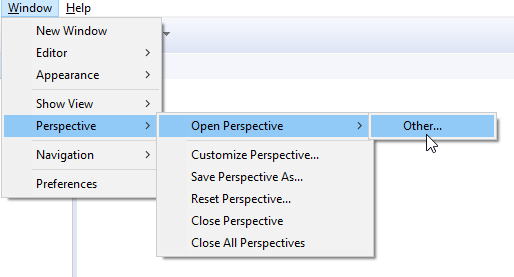 Window Help
New Window
Editor
Appearance
Show View
Perspective
Navigation
Preferences
Open Perspective
Customize Perspective...
Save Perspective As...
Reset Perspective...
Close Perspective
Close All Perspectives
Other...